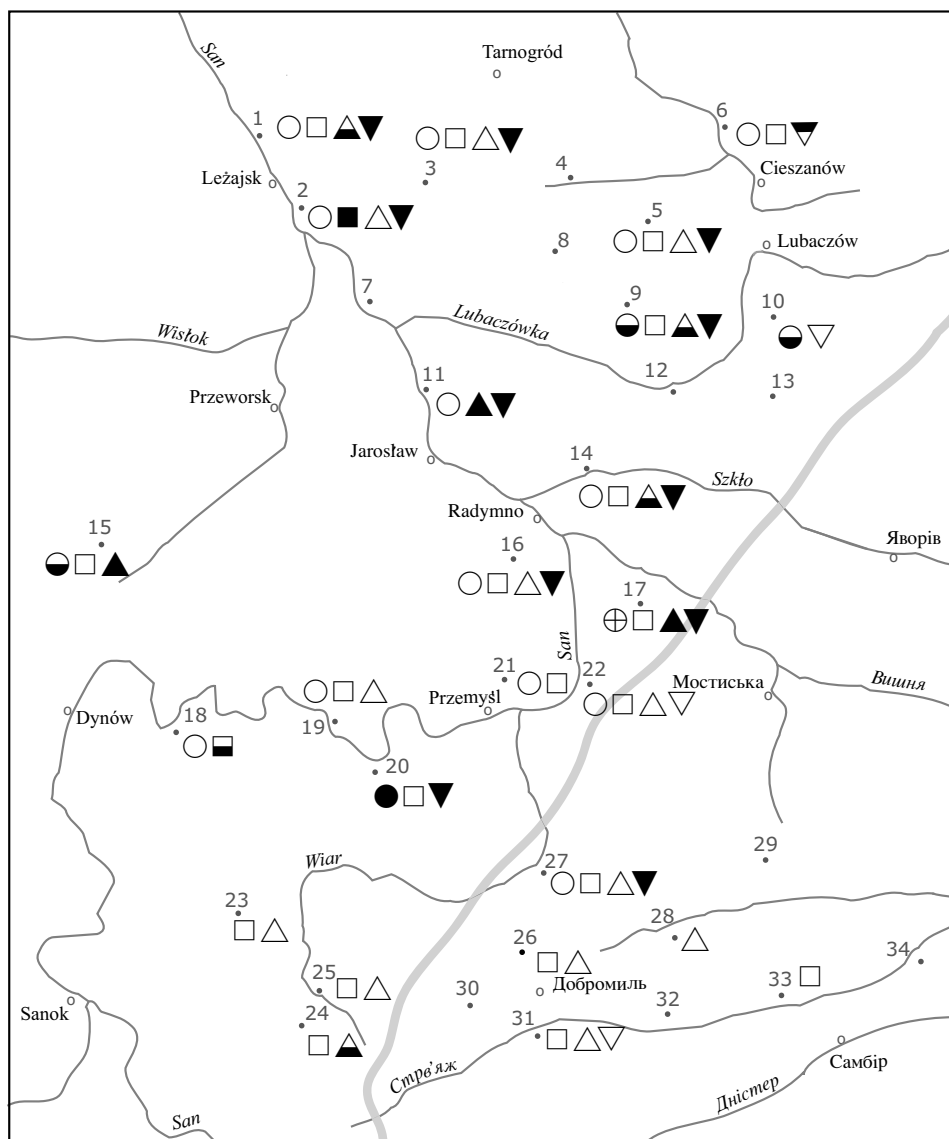 San
Tarnogród
1
6
3
4
Cieszanów
Leżajsk
2
5
8
Lubaczów
7
9
10
Lubaczówka
Wisłok
12
11
13
Przeworsk
Jarosław
14
Szkło
Radymno
15
16
Яворів
17
San
21
22
Мостиська
Вишня
Dynów
18
19
Przemyśl
20
29
Wiar
27
23
28
26
34
25
33
Добромиль
Sanok
30
32
24
31
Стрв’яж
Самбір
Дністер
San